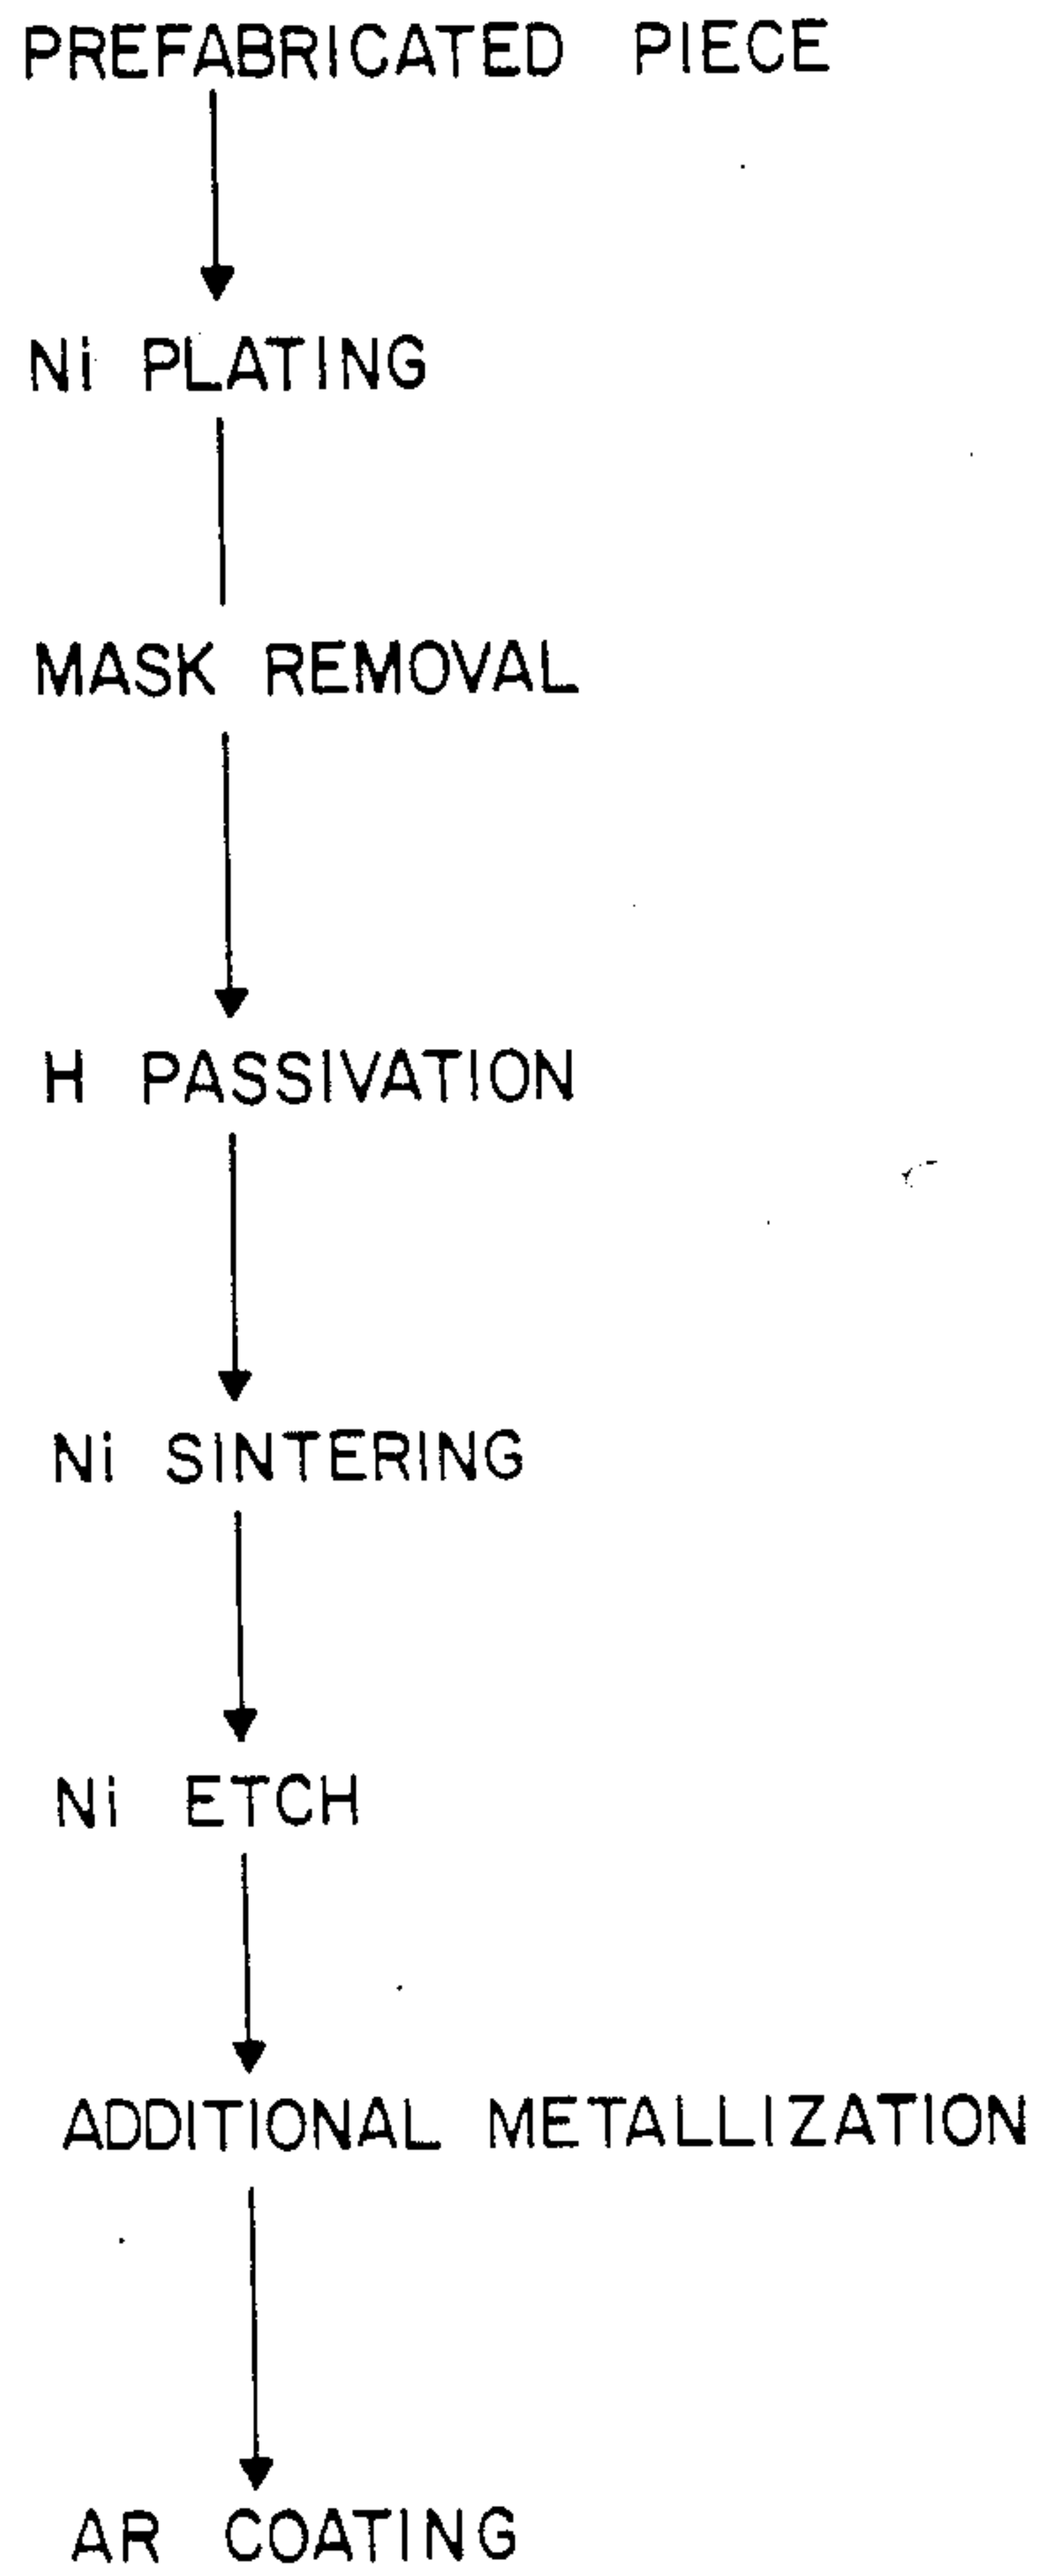 PREFABRICATED PIECE
Ni PLATING
MASK REMOVAL
H PASSIVATION
Ni SINTERING
Ni ETCH
ADDITIONAL METALLIZATION
AR COATING